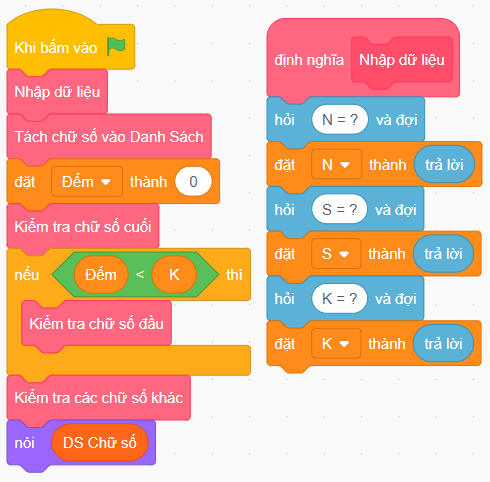 Khi bấm vào
Nhập dữ liệu
Tách chữ số vào Danh Sách
đặt Đếm thành 0
Kiểm tra chữ số cuối
nếu Đếm < K thì
Kiểm tra chữ số đầu
Kiểm tra các chữ số khác
nói DS Chữ số
định nghĩa Nhập dữ liệu
hỏi N = ? và đợi
đặt N thành trả lời
hỏi S = ? và đợi
đặt S thành trả lời
hỏi K = ? và đợi
đặt K thành trả lời